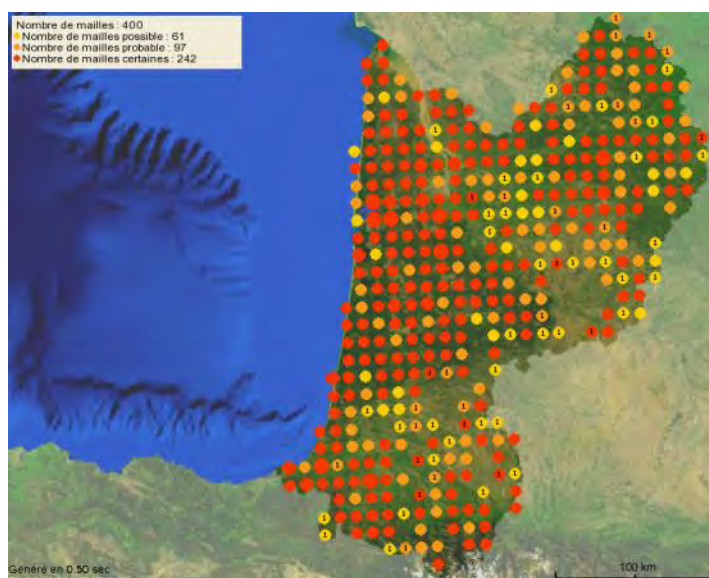 Nombre de mailles : 400
Nombre de mailles possible : 61
Nombre de mailles probable : 97
Nombre de mailles certaines : 242
Généré en 0.50 sec
100 km